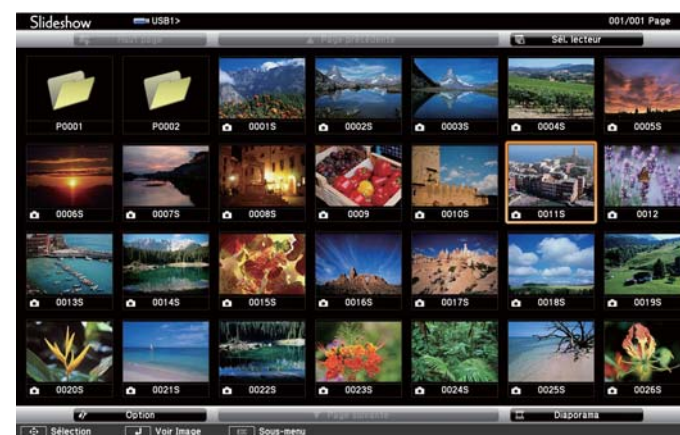 Slideshow USB1> 001/001 Page
Haut page ▲ Page précédente Sél. lecteur
P0001 P0002 0001S 0002S 0003S 0004S 0005S
0006S 0007S 0008S 0009 0010S 0011S 0012
0013S 0014S 0015S 0016S 0017S 0018S 0019S
0020S 0021S 0022S 0023S 0024S 0025S 0026S
Option ▼ Page suivante Diaporama
Sélection Voir Image Sous-menu